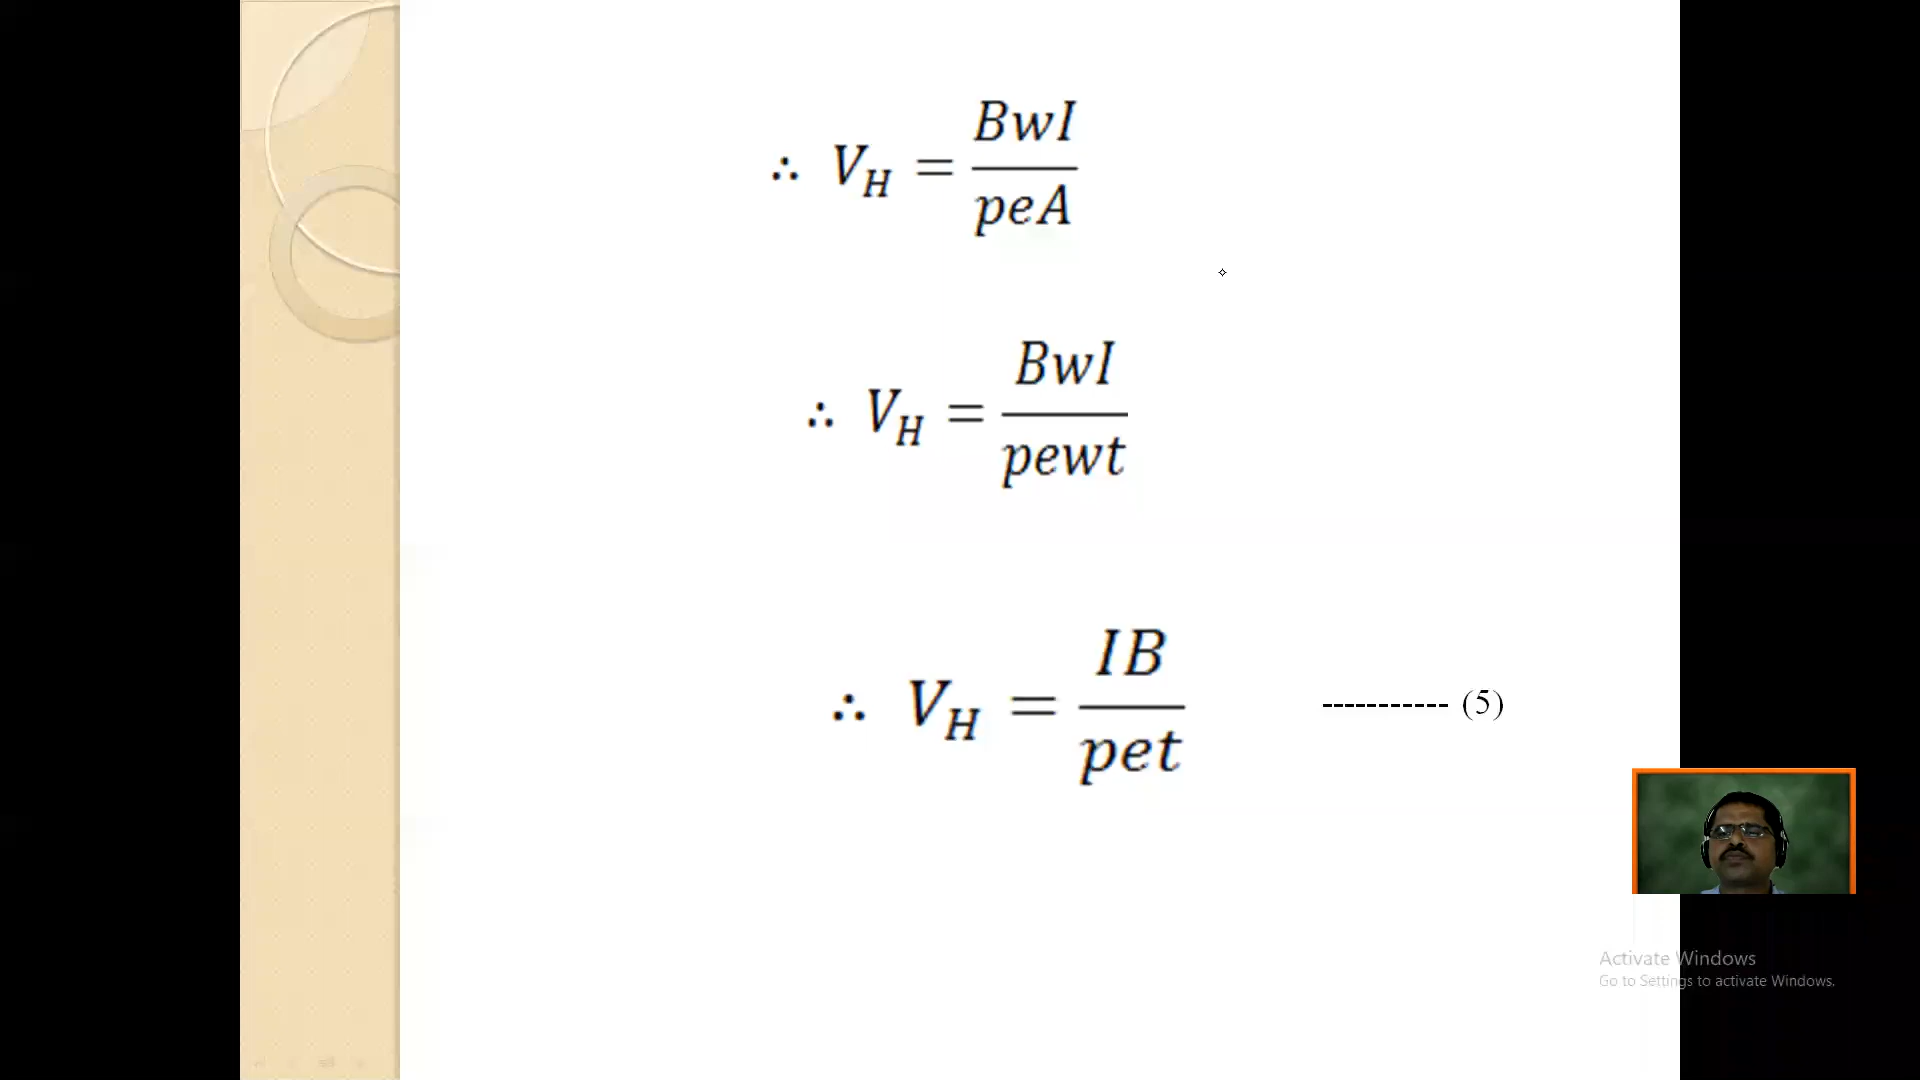 ∴ V_H = BwI / peA
∴ V_H = BwI / pewt
∴ V_H = IB / pet ----------- (5)
Activate Windows
Go to Settings to activate Windows.